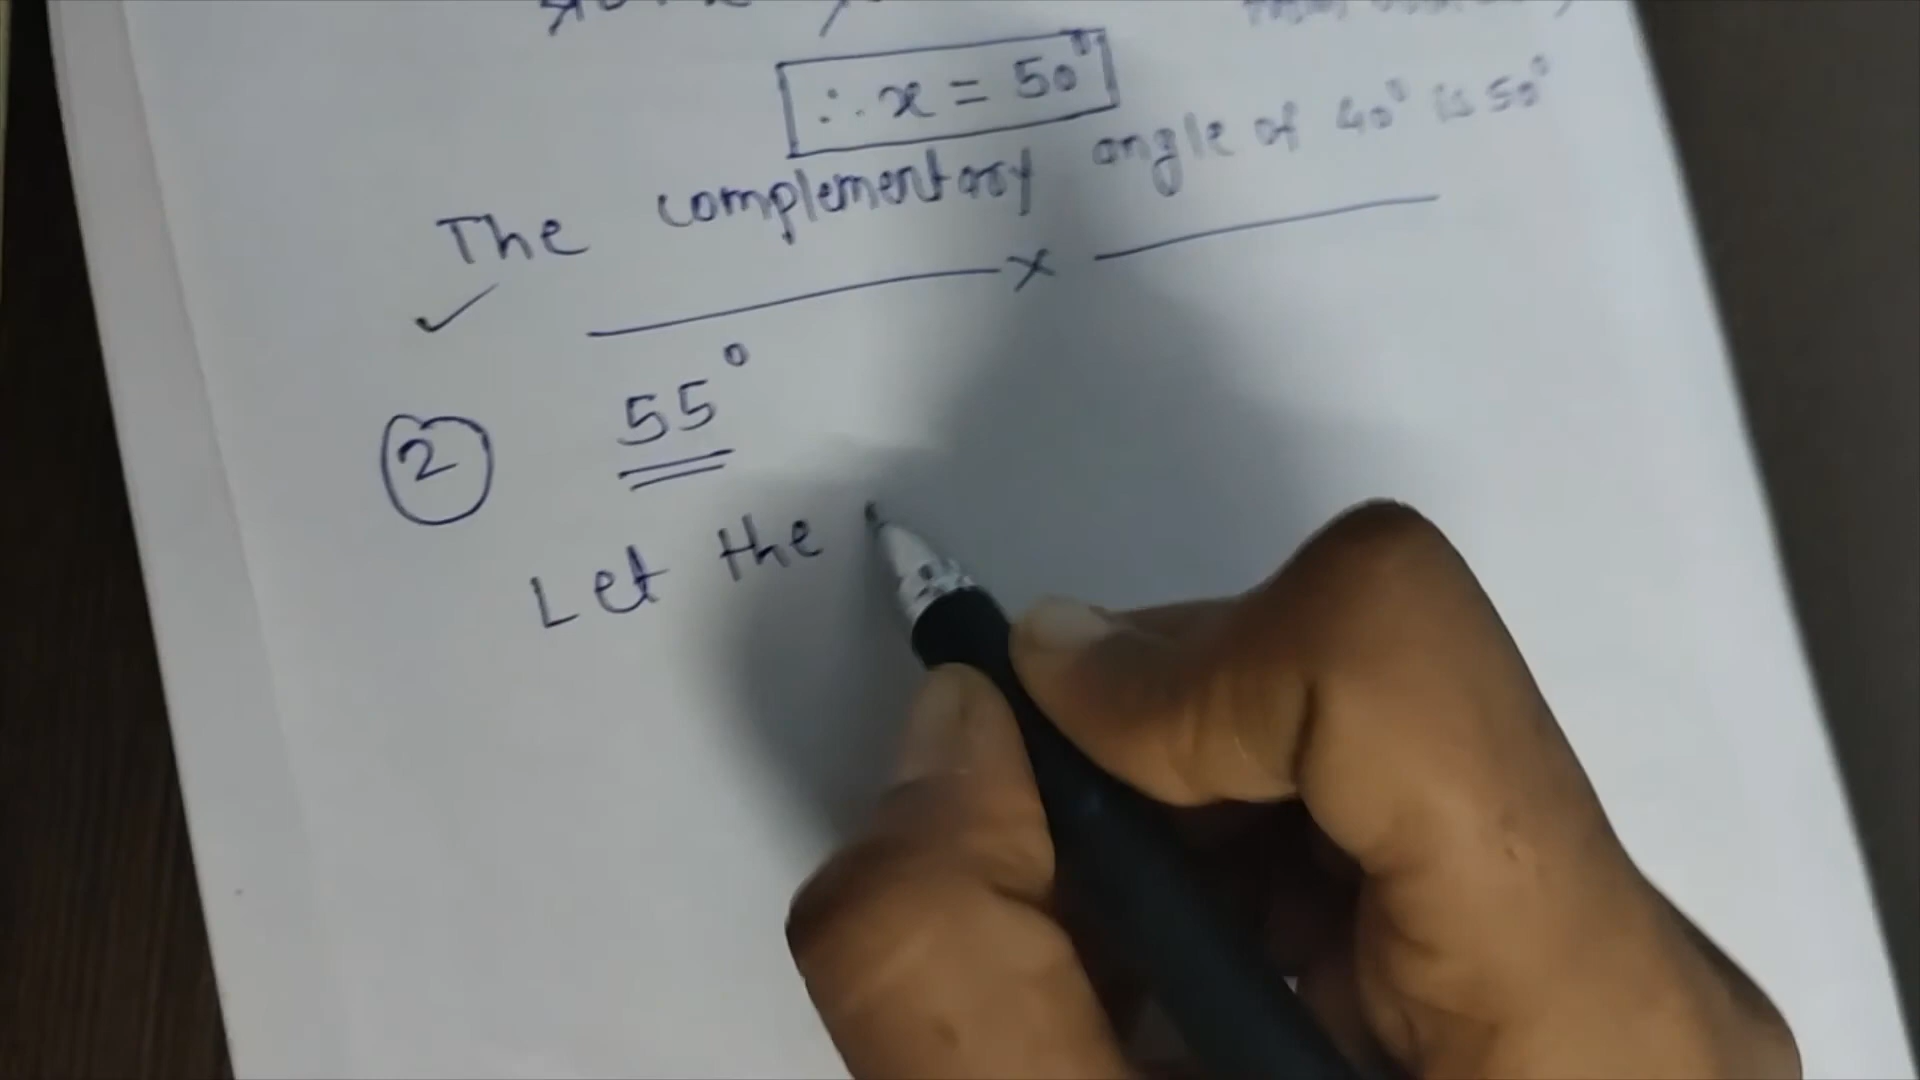 ∴ x = 50°
The complementary angle of 40° is 50°
x
2 55°
Let the